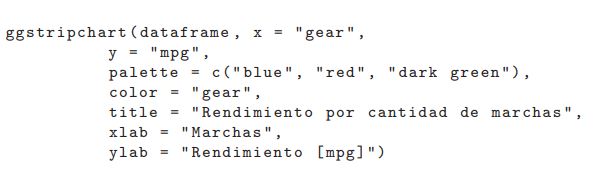 ggstripchart(dataframe, x = "gear",
y = "mpg",
palette = c("blue", "red", "dark green"),
color = "gear",
title = "Rendimiento por cantidad de marchas",
xlab = "Marchas",
ylab = "Rendimiento [mpg]")